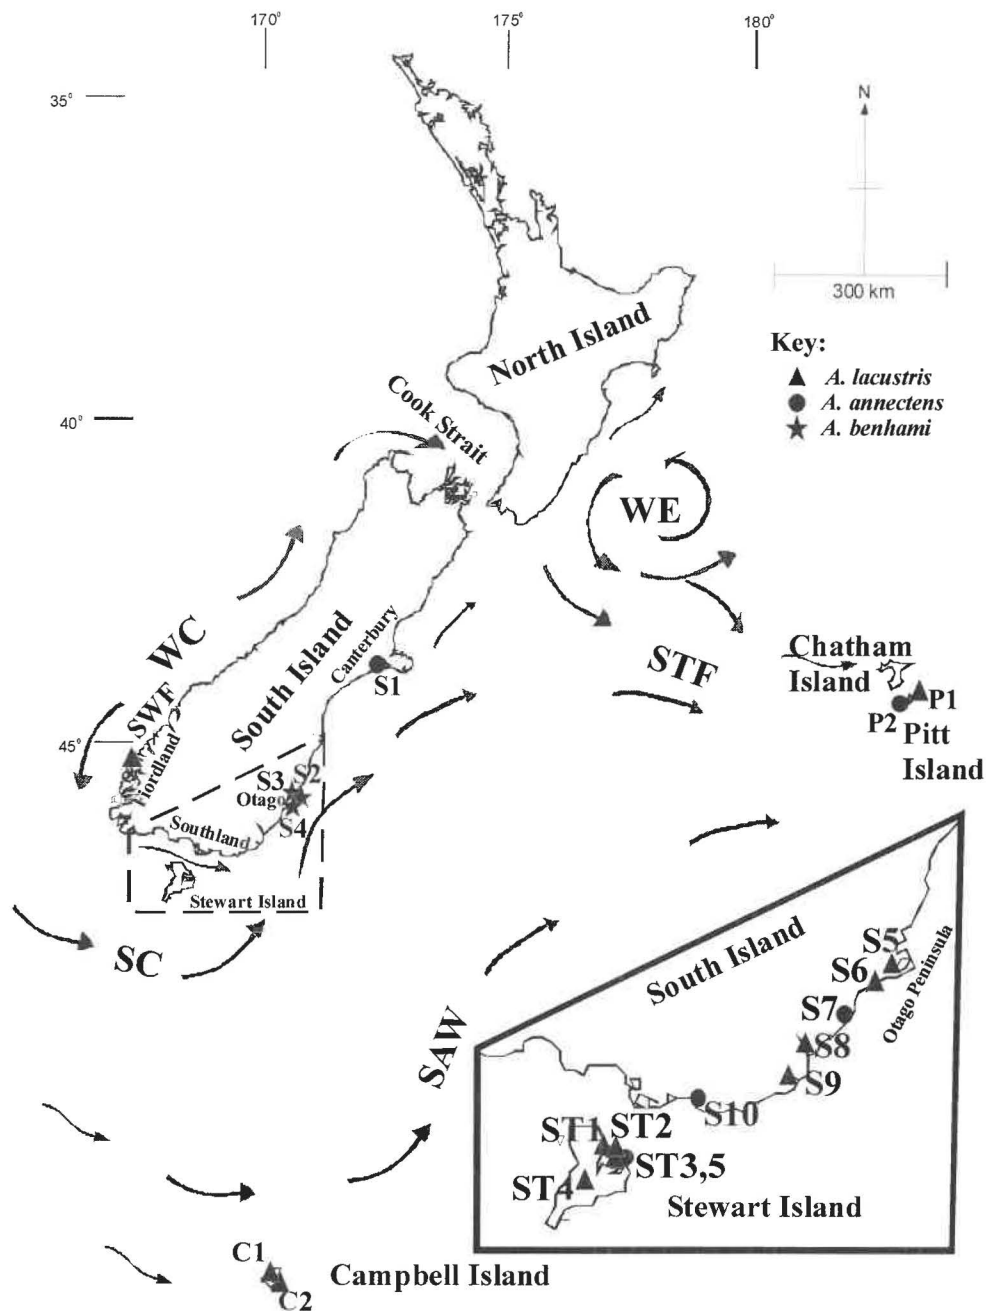 170°
175°
180°
35°
N
300 km
North Island
Key:
A. lacustris
A. annectens
A. benhami
Cook Strait
40°
WE
WC
SWF
South Island
Canterbury
S1
STF
Chatham
Island
P1
P2
Pitt
Island
45°
Fiordland
S3
S2
Otago
S4
Southland
Stewart Island
SC
SAW
South Island
S5
S6
Otago Peninsula
S7
S8
S9
S10
ST1
ST2
ST3,5
ST4
Stewart Island
C1
C2
Campbell Island